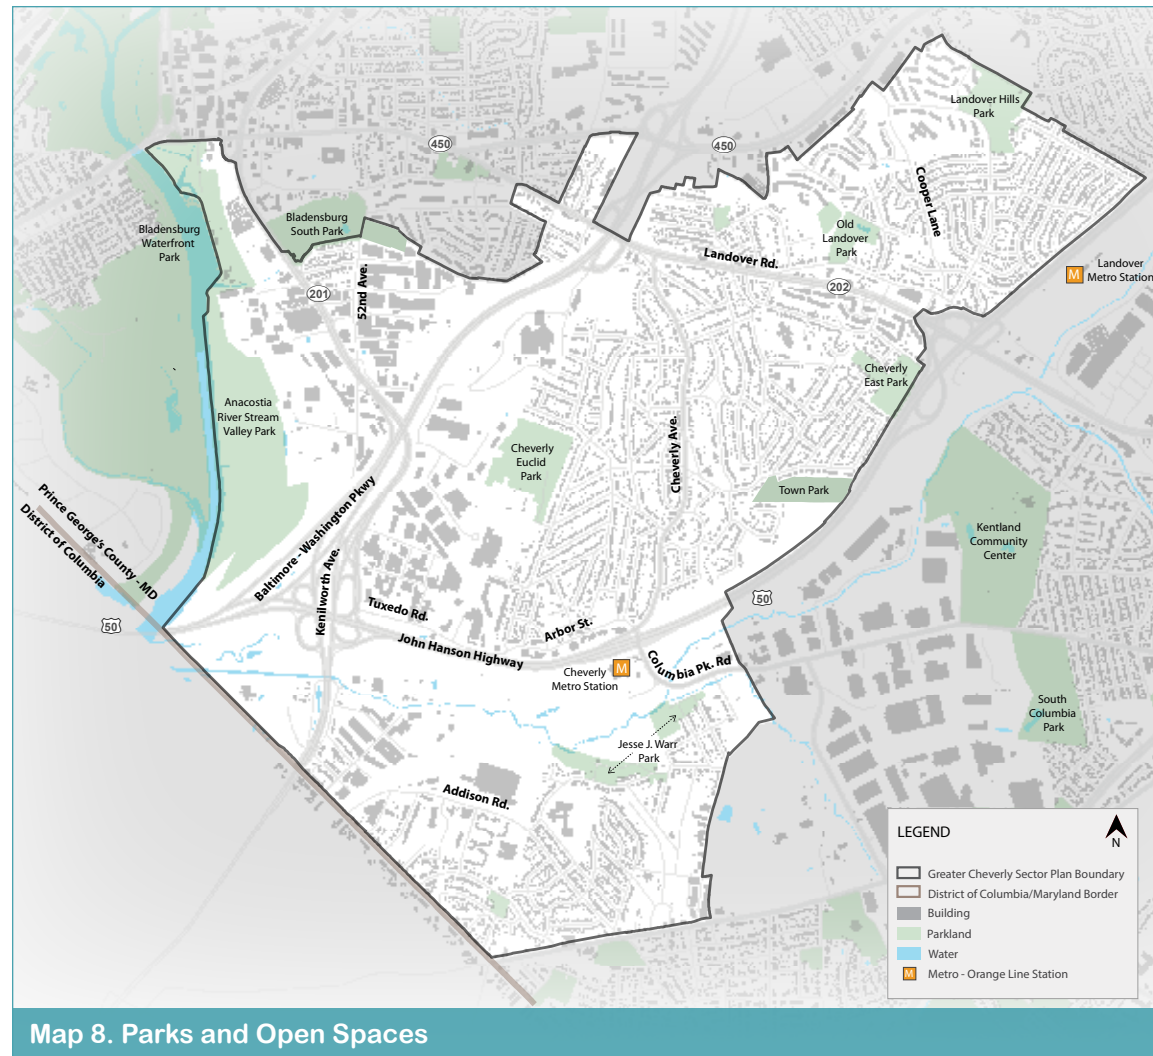 Landover Hills
Park
450
450
Cooper Lane
Bladensburg
South Park
Bladensburg
Waterfront
Park
Old
Landover
Park
Landover Rd.
Landover
Metro Station
M
52nd Ave.
201
202
Cheverly
East Park
Anacostia
River Stream
Valley Park
Cheverly Ave.
Cheverly
Euclid
Park
Town Park
Kentland
Community
Center
Prince George's County - MD
District of Columbia
Baltimore - Washington Pkwy
Kenilworth Ave.
50
50
Tuxedo Rd.
Arbor St.
John Hanson Highway
Columbia Pk. Rd
Cheverly
Metro Station
M
South
Columbia
Park
Jesse J. Warr
Park
Addison Rd.
LEGEND
N
Greater Cheverly Sector Plan Boundary
District of Columbia/Maryland Border
Building
Parkland
Water
M
Metro - Orange Line Station
Map 8. Parks and Open Spaces